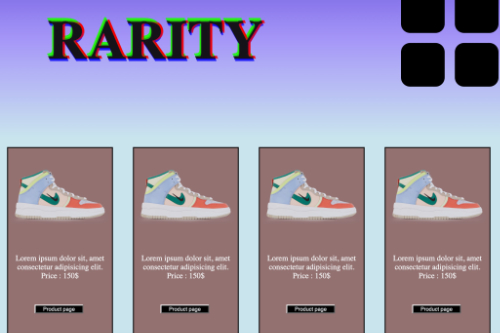 RARITY
Lorem ipsum dolor sit, amet
consectetur adipisicing elit.
Price : 150$
Product page
Lorem ipsum dolor sit, amet
consectetur adipisicing elit.
Price : 150$
Product page
Lorem ipsum dolor sit, amet
consectetur adipisicing elit.
Price : 150$
Product page
Lorem ipsum dolor sit, amet
consectetur adipisicing elit.
Price : 150$
Product page